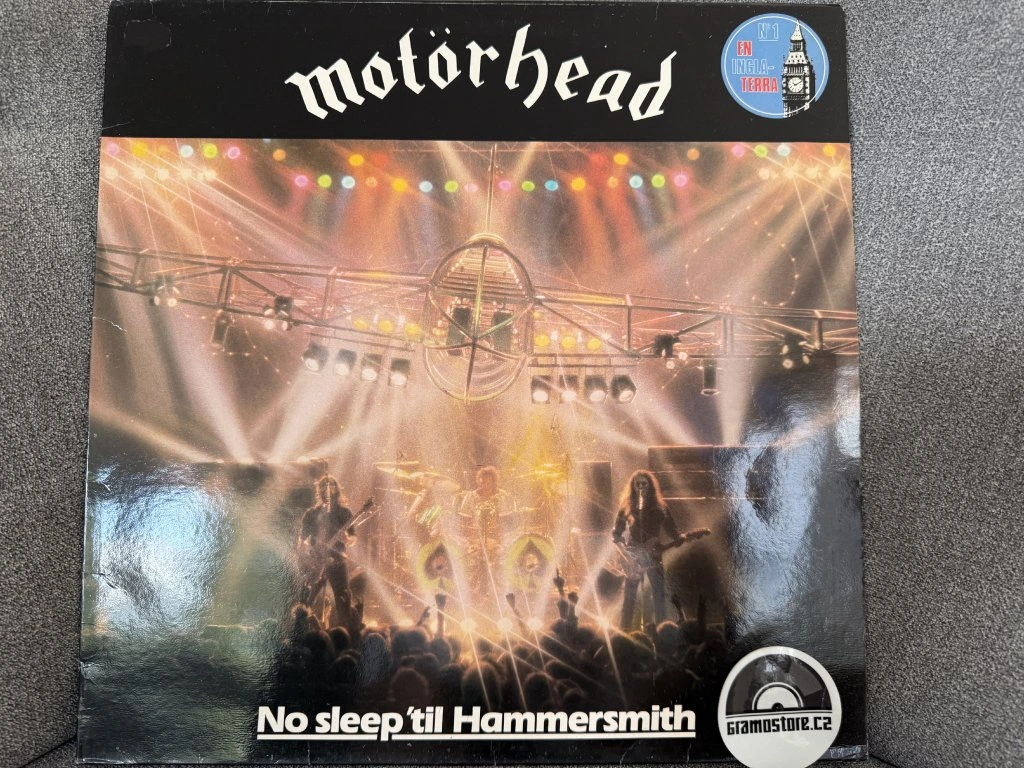 motörhead
Nº1
EN
INGLA-
TERRA
No sleep 'til Hammersmith
Gramostore.cz